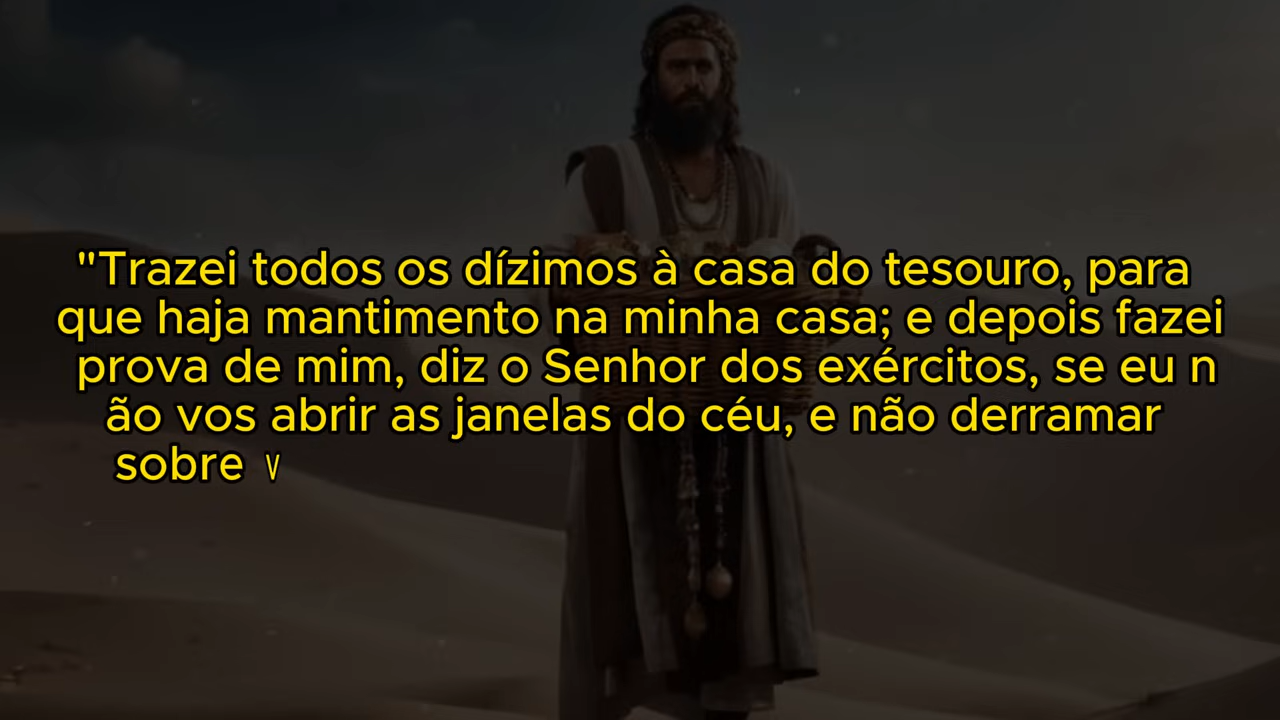 "Trazei todos os dízimos à casa do tesouro, para
que haja mantimento na minha casa; e depois fazei
prova de mim, diz o Senhor dos exércitos, se eu n
ão vos abrir as janelas do céu, e não derramar
sobre v